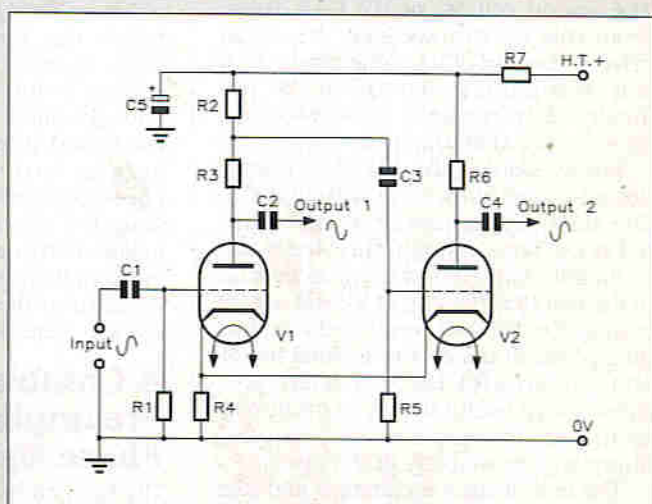 R7
H.T.+
C5
+
R2
R3
C3
R6
C2
Output 1
C4
Output 2
C1
V1
V2
Input
R1
R4
R5
0V